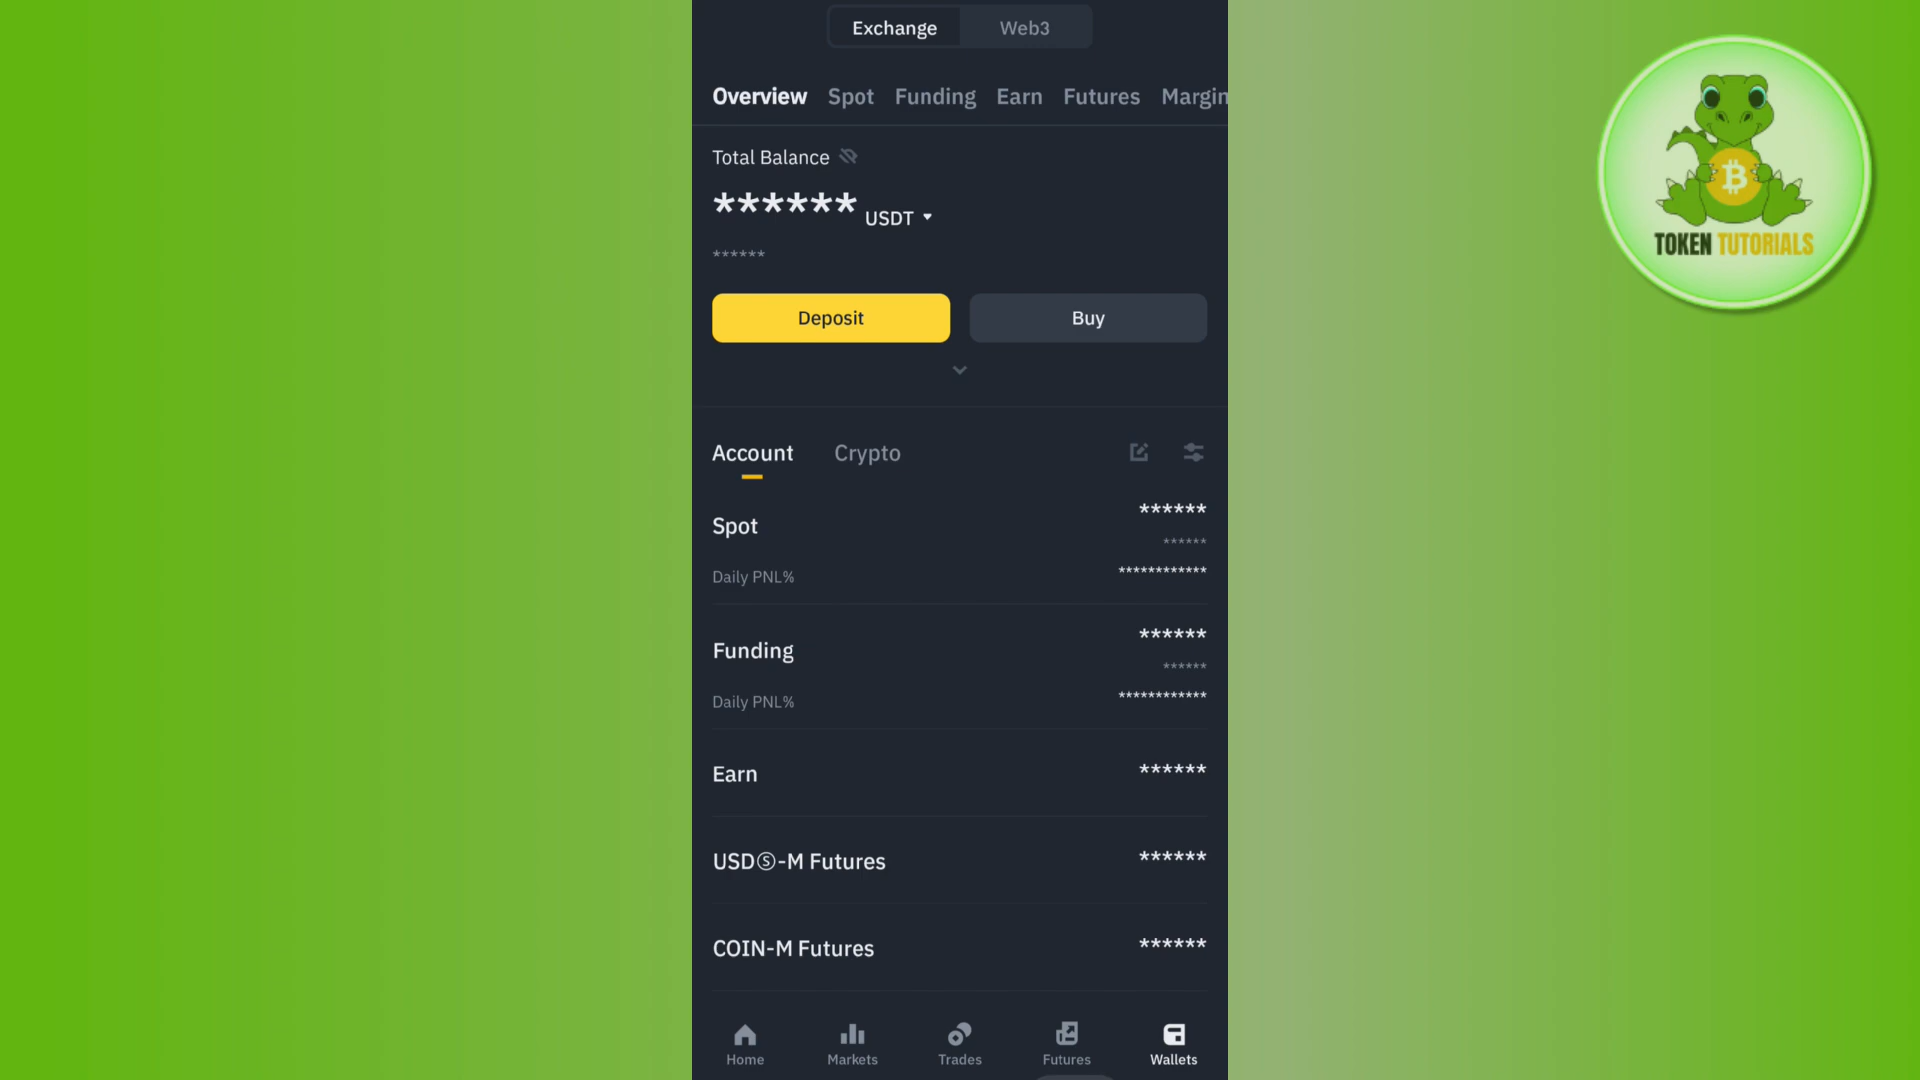 Exchange Web3
Overview Spot Funding Earn Futures Margin
Total Balance
****** USDT
******
Deposit Buy
Account Crypto
Spot ******
******
Daily PNL% ************
Funding ******
******
Daily PNL% ************
Earn ******
USDⓈ-M Futures ******
COIN-M Futures ******
Home Markets Trades Futures Wallets
TOKEN TUTORIALS